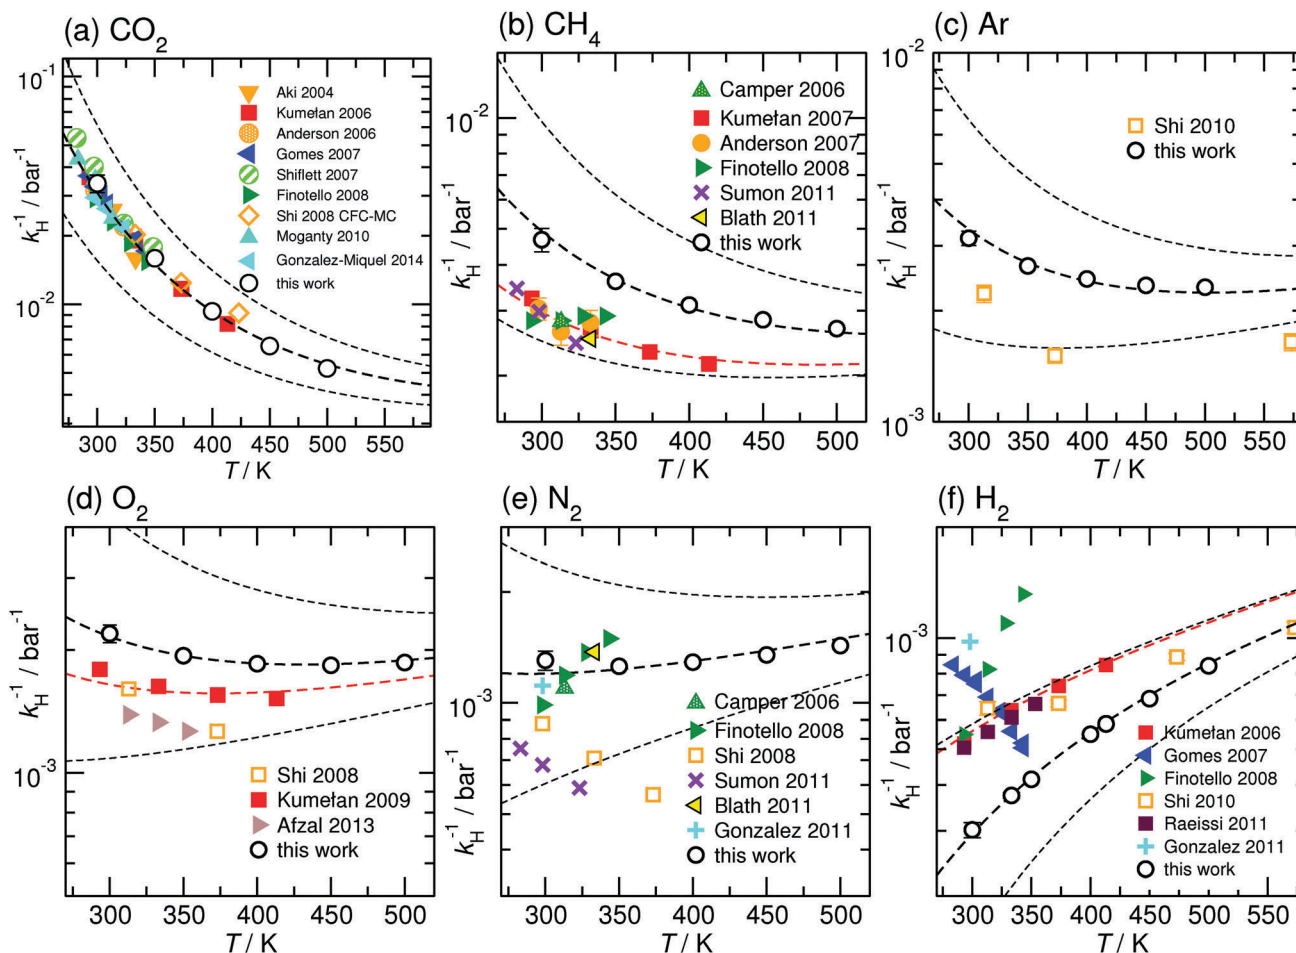 (a) CO2
10-1
10-2
kH-1 / bar-1
Aki 2004
Kumełan 2006
Anderson 2006
Gomes 2007
Shiflett 2007
Finotello 2008
Shi 2008 CFC-MC
Moganty 2010
Gonzalez-Miquel 2014
this work
300 350 400 450 500 550
T / K
(b) CH4
10-2
kH-1 / bar-1
Camper 2006
Kumełan 2007
Anderson 2007
Finotello 2008
Sumon 2011
Blath 2011
this work
300 350 400 450 500
T / K
(c) Ar
10-2
10-3
kH-1 / bar-1
Shi 2010
this work
300 350 400 450 500 550
T / K
(d) O2
10-3
kH-1 / bar-1
Shi 2008
Kumełan 2009
Afzal 2013
this work
300 350 400 450 500
T / K
(e) N2
10-3
kH-1 / bar-1
Camper 2006
Finotello 2008
Shi 2008
Sumon 2011
Blath 2011
Gonzalez 2011
this work
300 350 400 450 500
T / K
(f) H2
10-3
kH-1 / bar-1
Kumełan 2006
Gomes 2007
Finotello 2008
Shi 2010
Raeissi 2011
Gonzalez 2011
this work
300 350 400 450 500 550
T / K